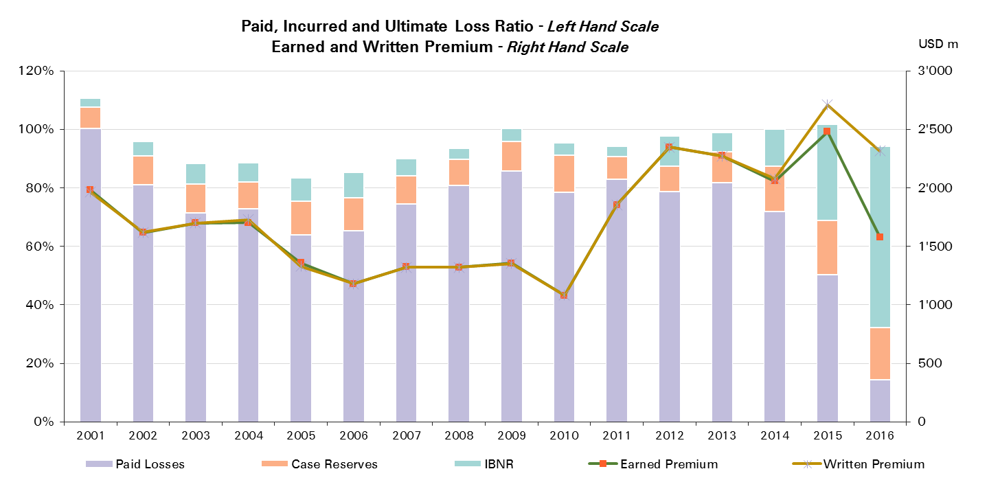 Paid, Incurred and Ultimate Loss Ratio - Left Hand Scale
Earned and Written Premium - Right Hand Scale
USD m
120%
100%
80%
60%
40%
20%
0%
3'000
2'500
2'000
1'500
1'000
500
0
2001 2002 2003 2004 2005 2006 2007 2008 2009 2010 2011 2012 2013 2014 2015 2016
Paid Losses Case Reserves IBNR Earned Premium Written Premium